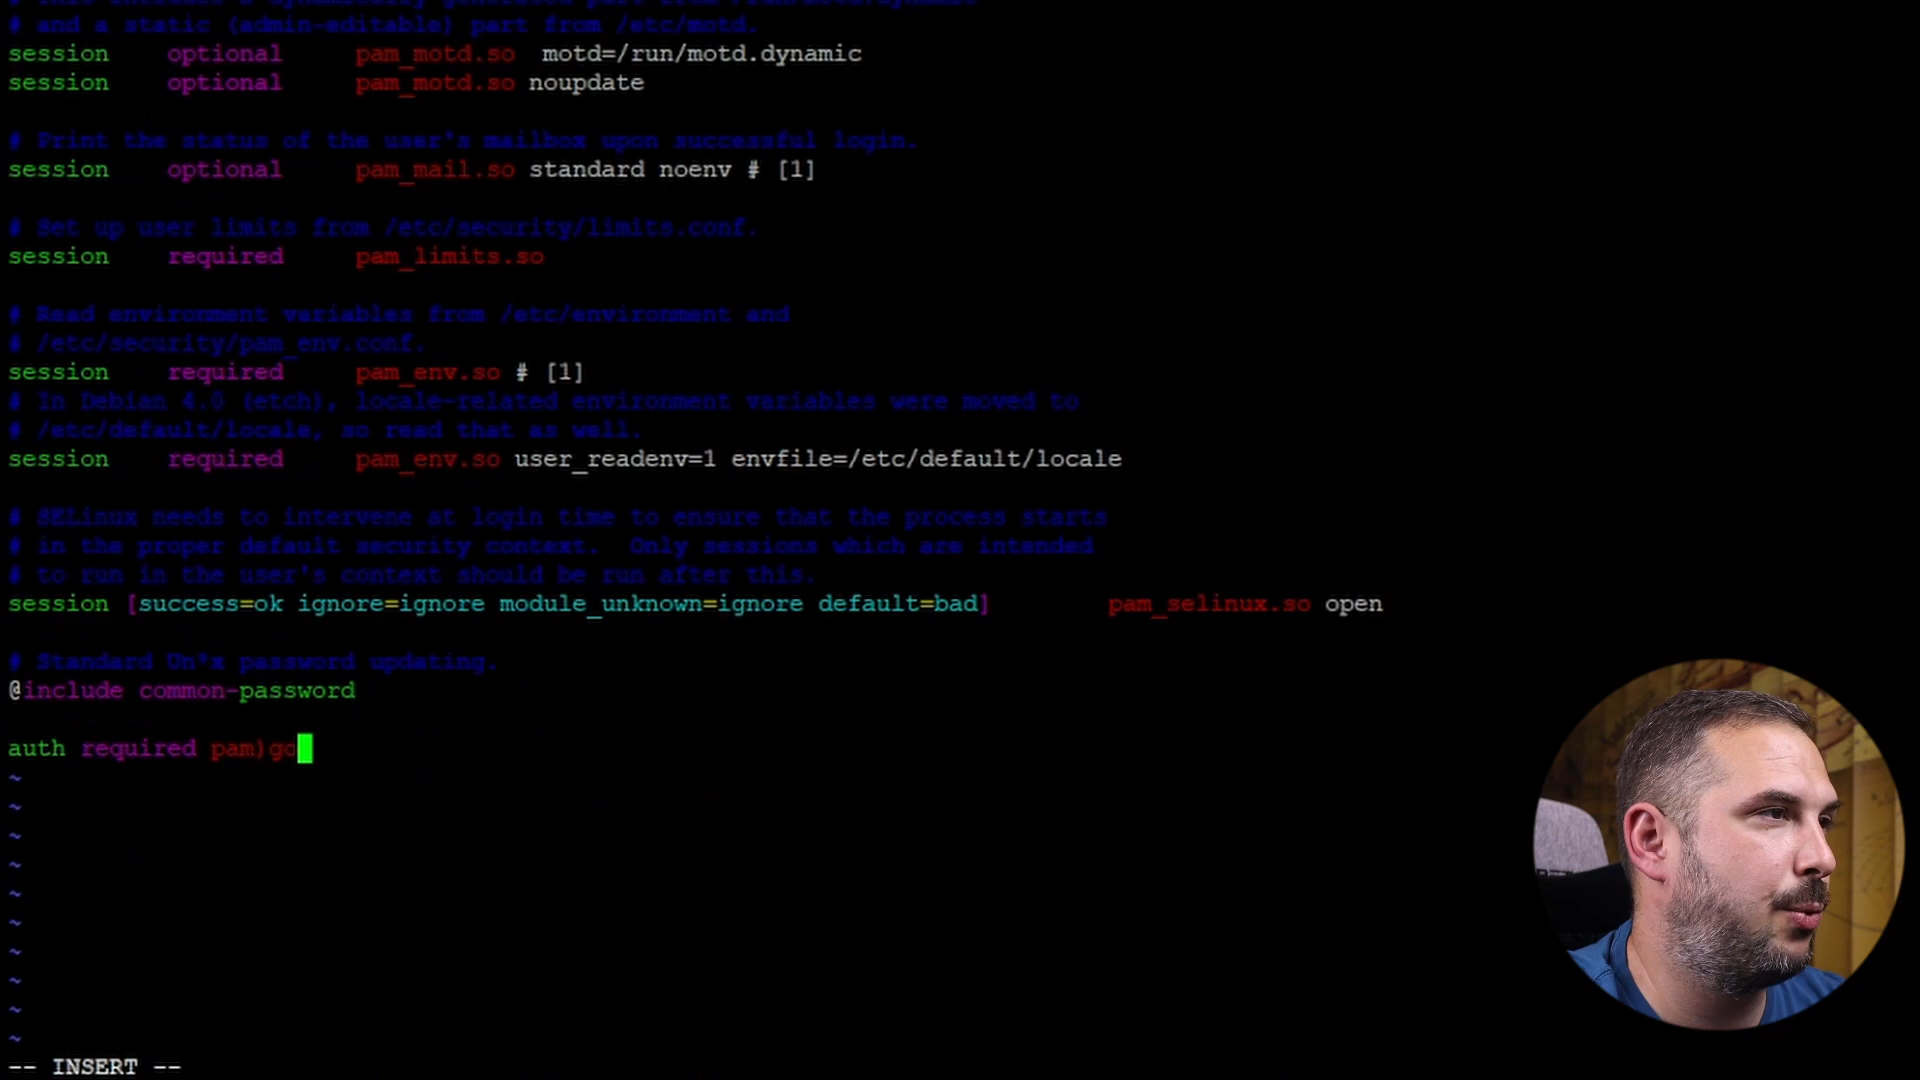 # and a static (admin-editable) part from /etc/motd.
session    optional     pam_motd.so  motd=/run/motd.dynamic
session    optional     pam_motd.so noupdate
# Print the status of the user's mailbox upon successful login.
session    optional     pam_mail.so standard noenv # [1]
# Set up user limits from /etc/security/limits.conf.
session    required     pam_limits.so
# Read environment variables from /etc/environment and
# /etc/security/pam_env.conf.
session    required     pam_env.so # [1]
# In Debian 4.0 (etch), locale-related environment variables were moved to
# /etc/default/locale, so read that as well.
session    required     pam_env.so user_readenv=1 envfile=/etc/default/locale
# SELinux needs to intervene at login time to ensure that the process starts
# in the proper default security context.  Only sessions which are intended
# to run in the user's context should be run after this.
session [success=ok ignore=ignore module_unknown=ignore default=bad]        pam_selinux.so open
# Standard Un*x password updating.
@include common-password
auth required pam)go
~
~
~
~
~
~
~
~
~
~
-- INSERT --